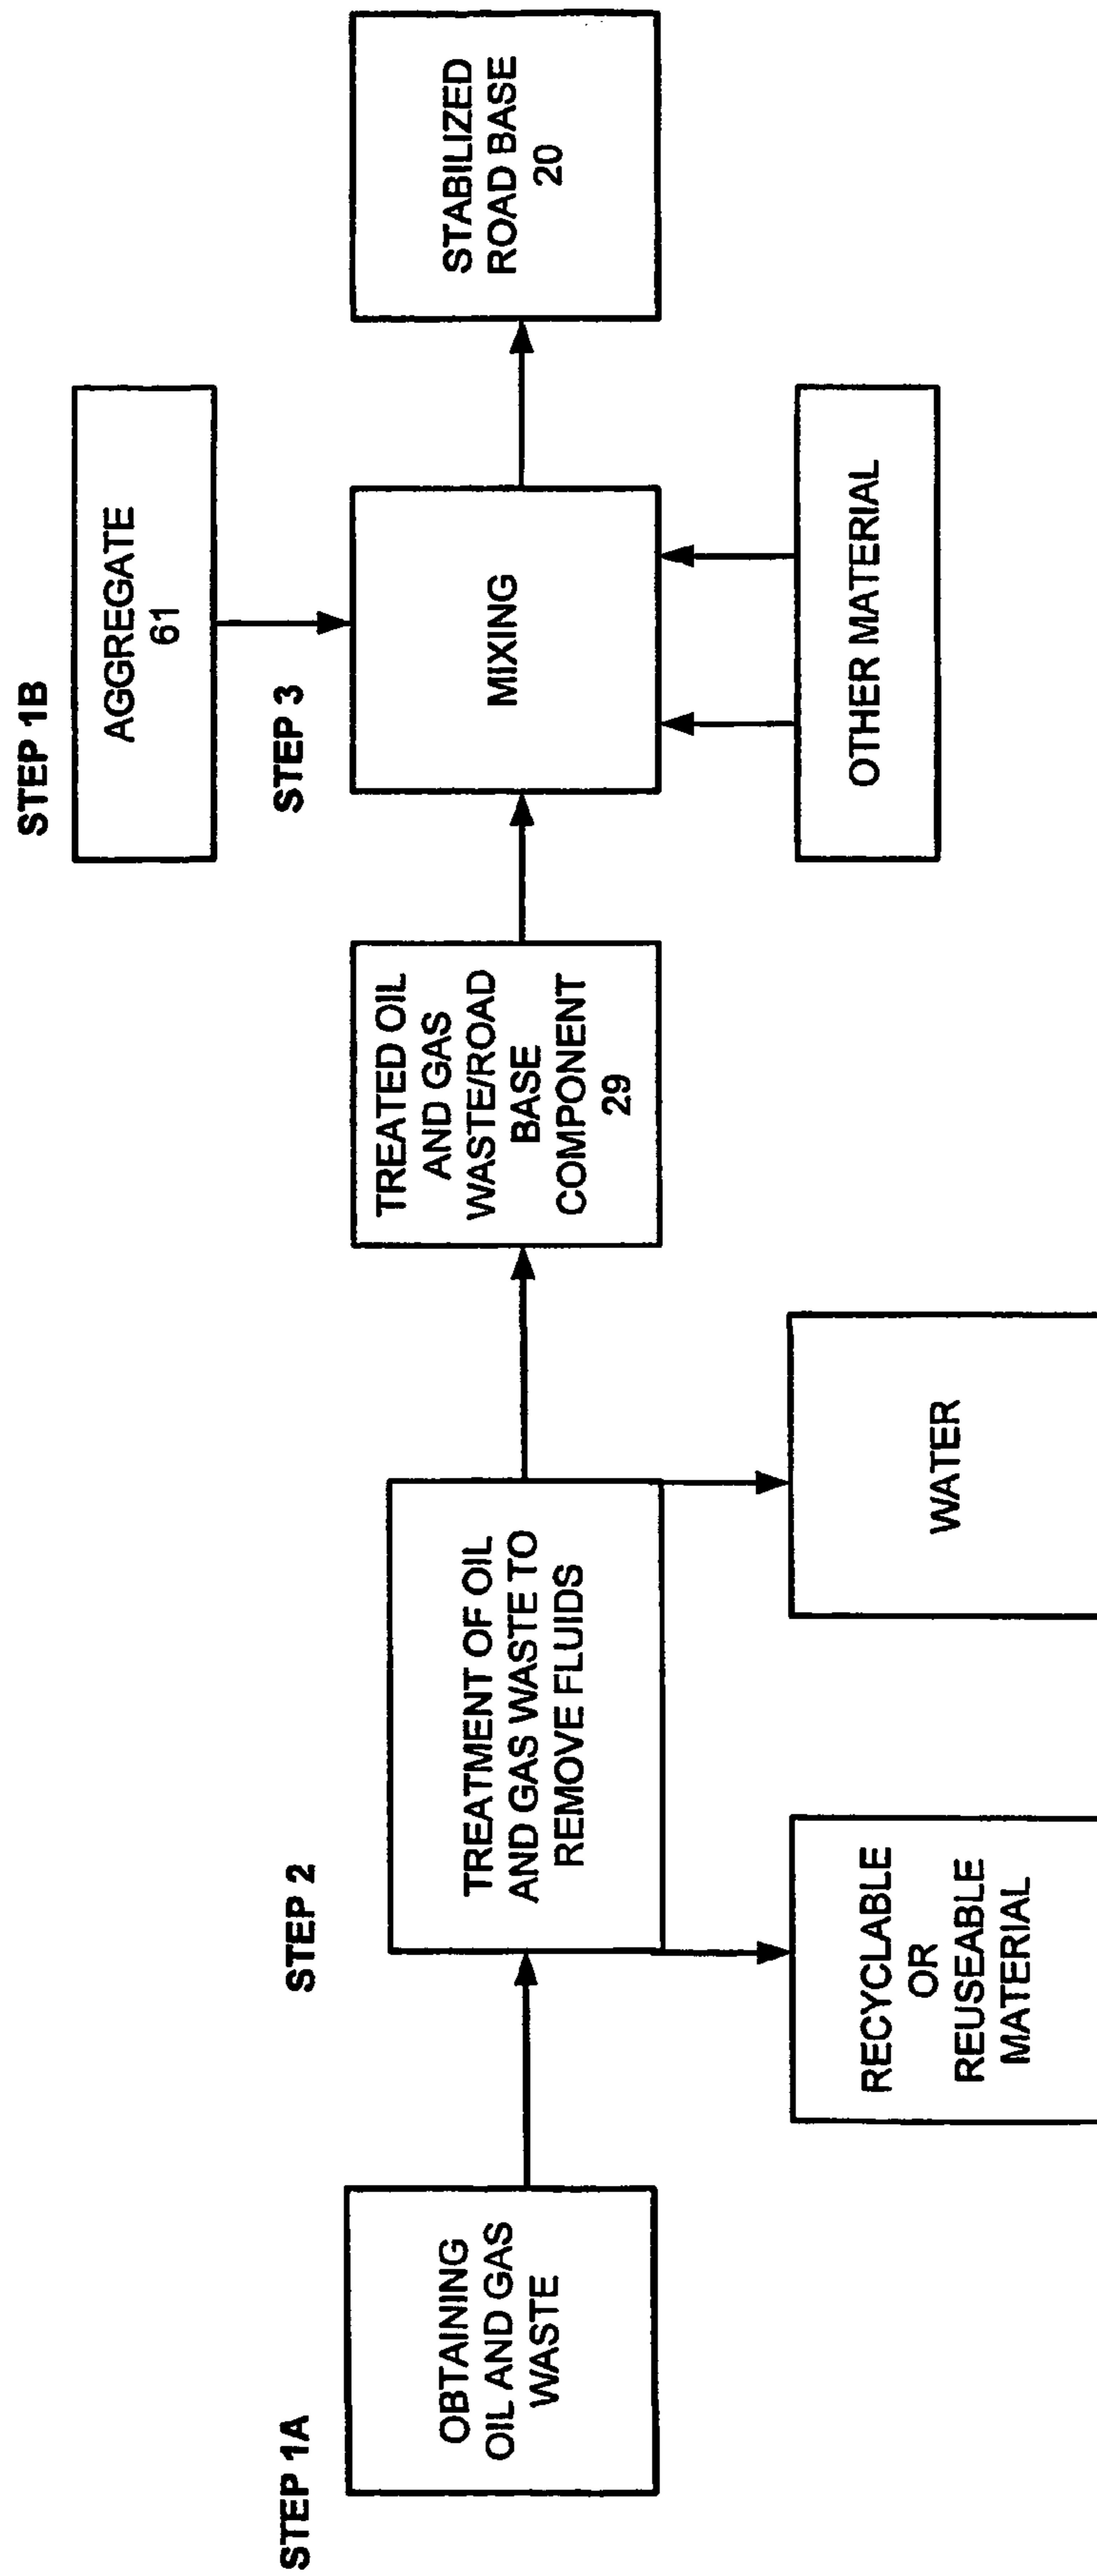 STEP 1A
OBTAINING
OIL AND GAS
WASTE
STEP 2
TREATMENT OF OIL
AND GAS WASTE TO
REMOVE FLUIDS
RECYCLABLE
OR
REUSEABLE
MATERIAL
WATER
TREATED OIL
AND GAS
WASTE/ROAD
BASE
COMPONENT
29
STEP 1B
AGGREGATE
61
STEP 3
MIXING
OTHER MATERIAL
STABILIZED
ROAD BASE
20